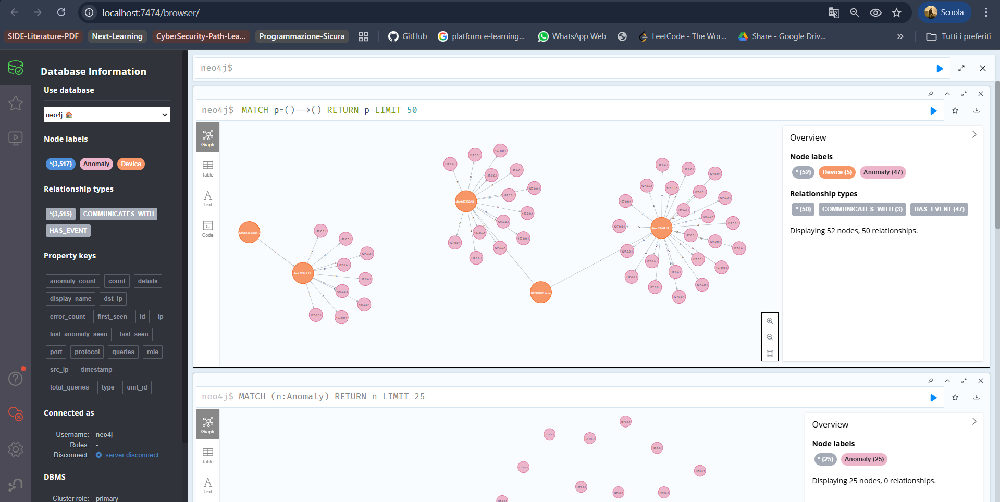 localhost:7474/browser/
Scuola
SIDE-Literature-PDF
Next-Learning
CyberSecurity-Path-Lea...
Programmazione-Sicura
GitHub
platform e-learning...
WhatsApp Web
LeetCode - The Wor...
Share - Google Driv...
»
Tutti i preferiti
Database Information
Use database
neo4j
Node labels
*(3,517) Anomaly Device
Relationship types
*(3,515) COMMUNICATES_WITH
HAS_EVENT
Property keys
anomaly_count count details
display_name dst_ip
error_count first_seen id ip
last_anomaly_seen last_seen
port protocol queries role
src_ip timestamp
total_queries type unit_id
Connected as
Username: neo4j
Roles: -
Disconnect: :server disconnect
DBMS
Cluster role: primary
neo4j$
neo4j$ MATCH p=()-->() RETURN p LIMIT 50
Graph
Table
Text
Code
Overview
Node labels
* (52) Device (5) Anomaly (47)
Relationship types
* (50) COMMUNICATES_WITH (3) HAS_EVENT (47)
Displaying 52 nodes, 50 relationships.
neo4j$ MATCH (n:Anomaly) RETURN n LIMIT 25
Graph
Table
Text
Overview
Node labels
* (25) Anomaly (25)
Displaying 25 nodes, 0 relationships.